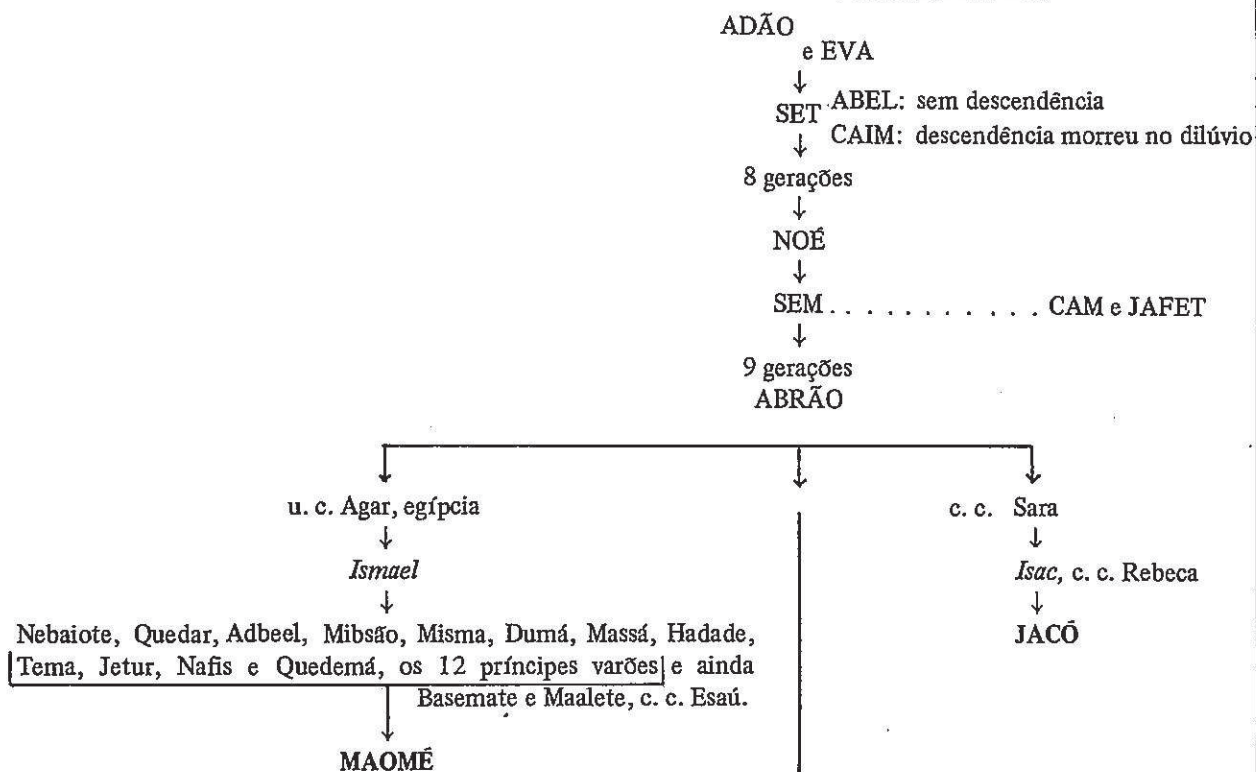 ADÃO
e EVA
SET ABEL: sem descendência
CAIM: descendência morreu no dilúvio
8 gerações
NOÉ
SEM . . . . . . . . . . . CAM e JAFET
9 gerações
ABRÃO
u. c. Agar, egípcia
Ismael
Nebaiote, Quedar, Adbeel, Mibsão, Misma, Dumá, Massá, Hadade,
Tema, Jetur, Nafis e Quedemá, os 12 príncipes varões e ainda
Basemate e Maalete, c. c. Esaú.
MAOMÉ
c. c. Sara
Isac, c. c. Rebeca
JACÓ